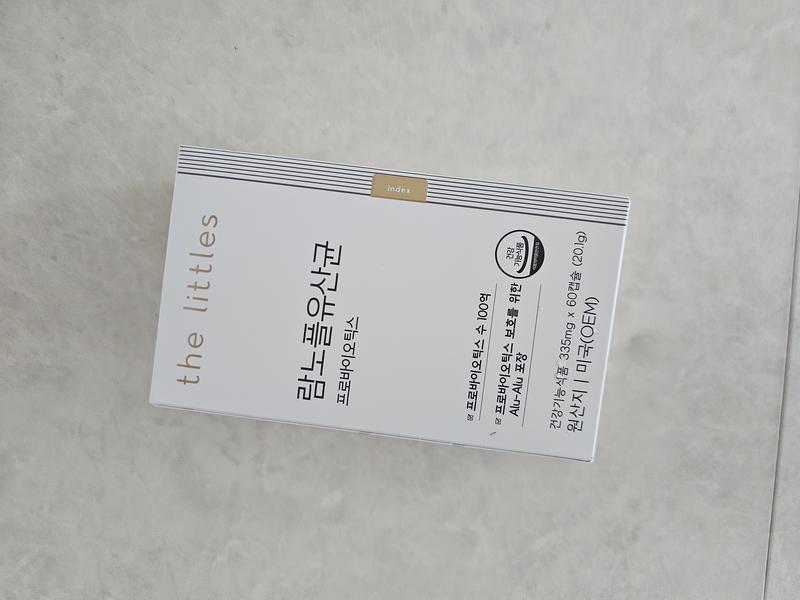 the littles
index
람노플유산균
프로바이오틱스
프로바이오틱스 수 100억
프로바이오틱스 보호를 위한
Alu-Alu 포장
건강
기능식품
건강기능식품 335mg x 60캡슐 (20.1g)
원산지 | 미국(OEM)